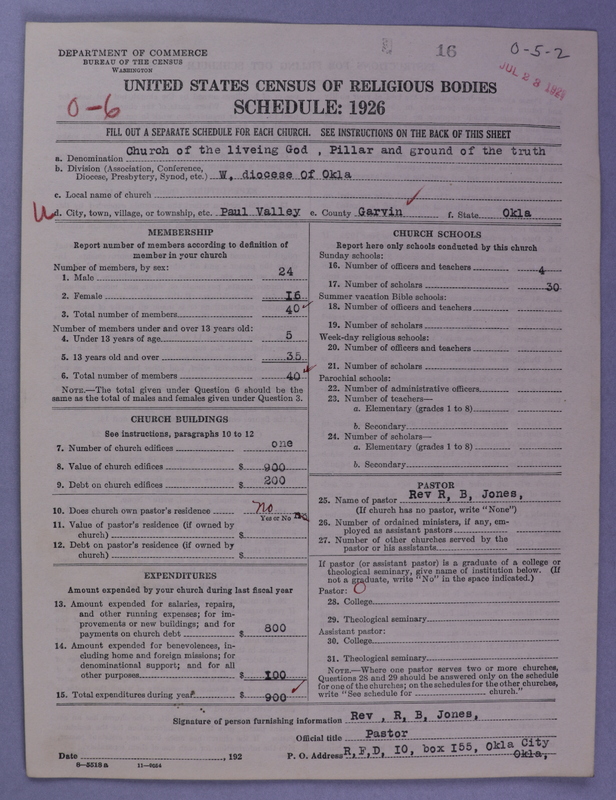 DEPARTMENT OF COMMERCE
BUREAU OF THE CENSUS
WASHINGTON
16
0-5-2
JUL 23
UNITED STATES CENSUS OF RELIGIOUS BODIES
0-6
SCHEDULE: 1926
FILL OUT A SEPARATE SCHEDULE FOR EACH CHURCH. SEE INSTRUCTIONS ON THE BACK OF THIS SHEET
a. Denomination Church of the liveing God , Pillar and ground of the truth
b. Division (Association, Conference, Diocese, Presbytery, Synod, etc.) W. diocese Of Okla
c. Local name of church
d. City, town, village, or township, etc. Paul Valley e. County Garvin f. State Okla
MEMBERSHIP
Report number of members according to definition of
member in your church
Number of members, by sex:
1. Male 24
2. Female 16
3. Total number of members 40
Number of members under and over 13 years old:
4. Under 13 years of age 5
5. 13 years old and over 35
6. Total number of members 40
NOTE.—The total given under Question 6 should be the
same as the total of males and females given under Question 3.
CHURCH BUILDINGS
See instructions, paragraphs 10 to 12
7. Number of church edifices one
8. Value of church edifices $ 900
9. Debt on church edifices $ 200
10. Does church own pastor's residence no
Yes or No no
11. Value of pastor's residence (if owned by
church) $
12. Debt on pastor's residence (if owned by
church) $
EXPENDITURES
Amount expended by your church during last fiscal year
13. Amount expended for salaries, repairs,
and other running expenses; for im-
provements or new buildings; and for
payments on church debt $ 800
14. Amount expended for benevolences, in-
cluding home and foreign missions; for
denominational support; and for all
other purposes $ 100
15. Total expenditures during year $ 900
CHURCH SCHOOLS
Report here only schools conducted by this church
Sunday schools:
16. Number of officers and teachers 4
17. Number of scholars 30
Summer vacation Bible schools:
18. Number of officers and teachers
19. Number of scholars
Week-day religious schools:
20. Number of officers and teachers
21. Number of scholars
Parochial schools:
22. Number of administrative officers
23. Number of teachers—
a. Elementary (grades 1 to 8)
b. Secondary
24. Number of scholars—
a. Elementary (grades 1 to 8)
b. Secondary
PASTOR
25. Name of pastor Rev R, B, Jones,
(If church has no pastor, write "None")
26. Number of ordained ministers, if any, em-
ployed as assistant pastors
27. Number of other churches served by the
pastor or his assistants
If pastor (or assistant pastor) is a graduate of a college or
theological seminary, give name of institution below. (If
not a graduate, write "No" in the space indicated.)
Pastor: O
28. College
29. Theological seminary
Assistant pastor:
30. College
31. Theological seminary
NOTE.—Where one pastor serves two or more churches,
Questions 28 and 29 should be answered only on the schedule
for one of the churches; on the schedules for the other churches,
write "See schedule for church."
Signature of person furnishing information Rev , R, B, Jones,
Official title Pastor
Date , 192 P. O. Address R,F,D, IO, box I55, Okla City
Okla,
8-5518a 11-9084